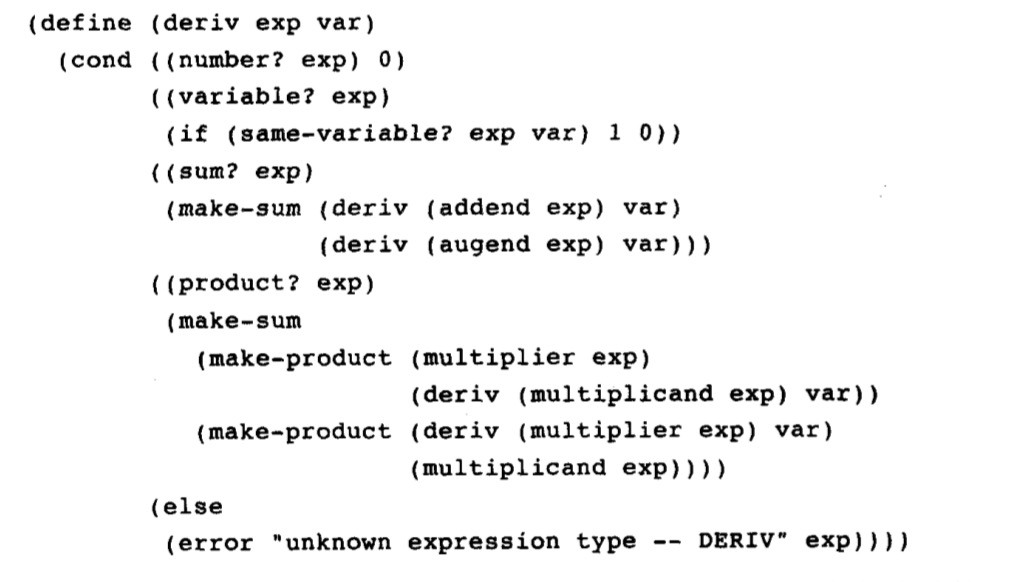 (define (deriv exp var)
  (cond ((number? exp) 0)
        ((variable? exp)
         (if (same-variable? exp var) 1 0))
        ((sum? exp)
         (make-sum (deriv (addend exp) var)
                   (deriv (augend exp) var)))
        ((product? exp)
         (make-sum
           (make-product (multiplier exp)
                         (deriv (multiplicand exp) var))
           (make-product (deriv (multiplier exp) var)
                         (multiplicand exp))))
        (else
         (error "unknown expression type -- DERIV" exp))))